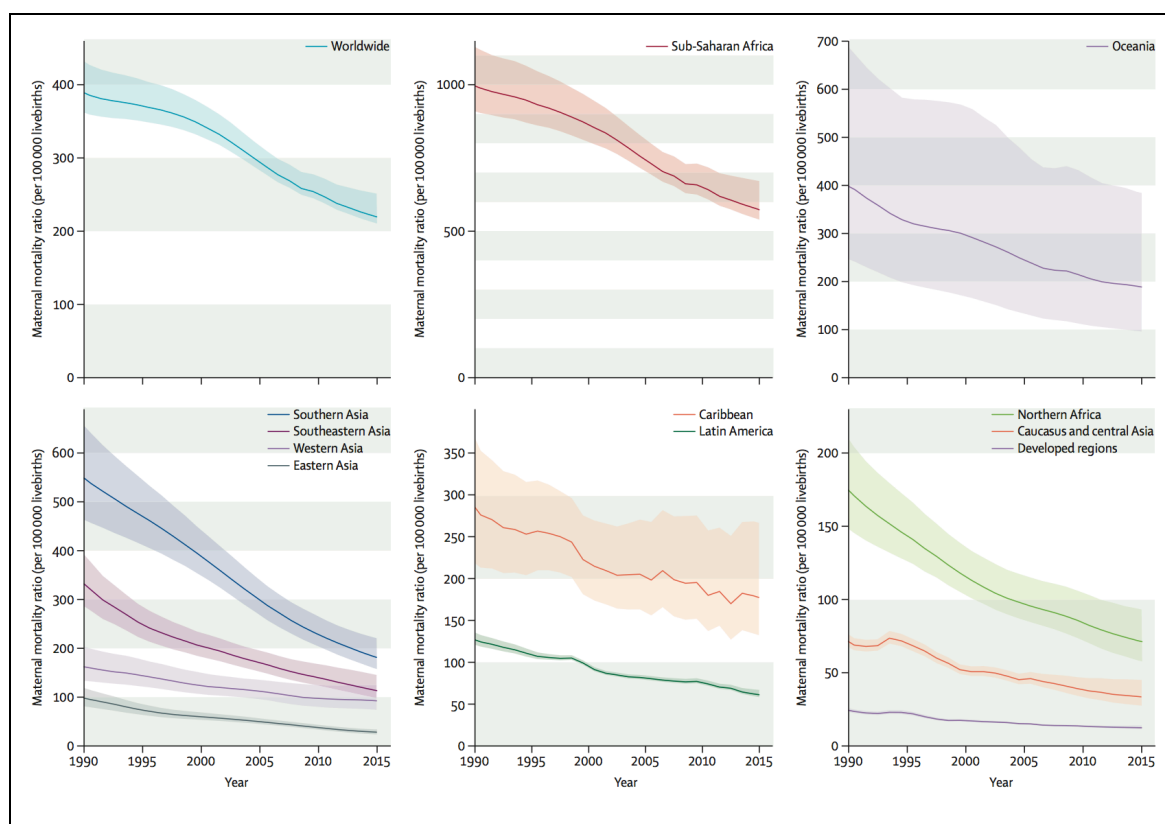 Worldwide
Maternal mortality ratio (per 100 000 livebirths)
400
300
200
100
0
Sub-Saharan Africa
Maternal mortality ratio (per 100 000 livebirths)
1000
500
0
Oceania
Maternal mortality ratio (per 100 000 livebirths)
700
600
500
400
300
200
100
0
Southern Asia
Southeastern Asia
Western Asia
Eastern Asia
Maternal mortality ratio (per 100 000 livebirths)
600
500
400
300
200
100
0
1990 1995 2000 2005 2010 2015
Year
Caribbean
Latin America
Maternal mortality ratio (per 100 000 livebirths)
350
300
250
200
150
100
50
0
1990 1995 2000 2005 2010 2015
Year
Northern Africa
Caucasus and central Asia
Developed regions
Maternal mortality ratio (per 100 000 livebirths)
200
150
100
50
0
1990 1995 2000 2005 2010 2015
Year